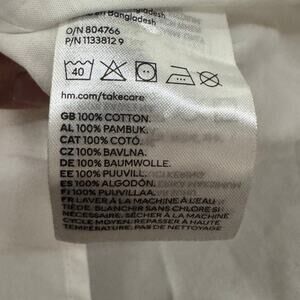 in Bangladesh
O/N 804766
P/N 1133812 9
40
hm.com/takecare
GB 100% COTTON.
AL 100% PAMBUK.
CAT 100% COTÓ.
CZ 100% BAVLNA.
DE 100% BAUMWOLLE.
EE 100% PUUVILL.
ES 100% ALGODÓN.
FI 100% PUUVILLAA.
FR LAVER À LA MACHINE À L'EAU
TIÈDE. BLANCHIR SANS CHLORE SI
NÉCESSAIRE. SÉCHER À LA MACHINE
CYCLE MOYEN. REPASSER À HAUTE
TEMPÉRATURE. PAS DE NETTOYAGE